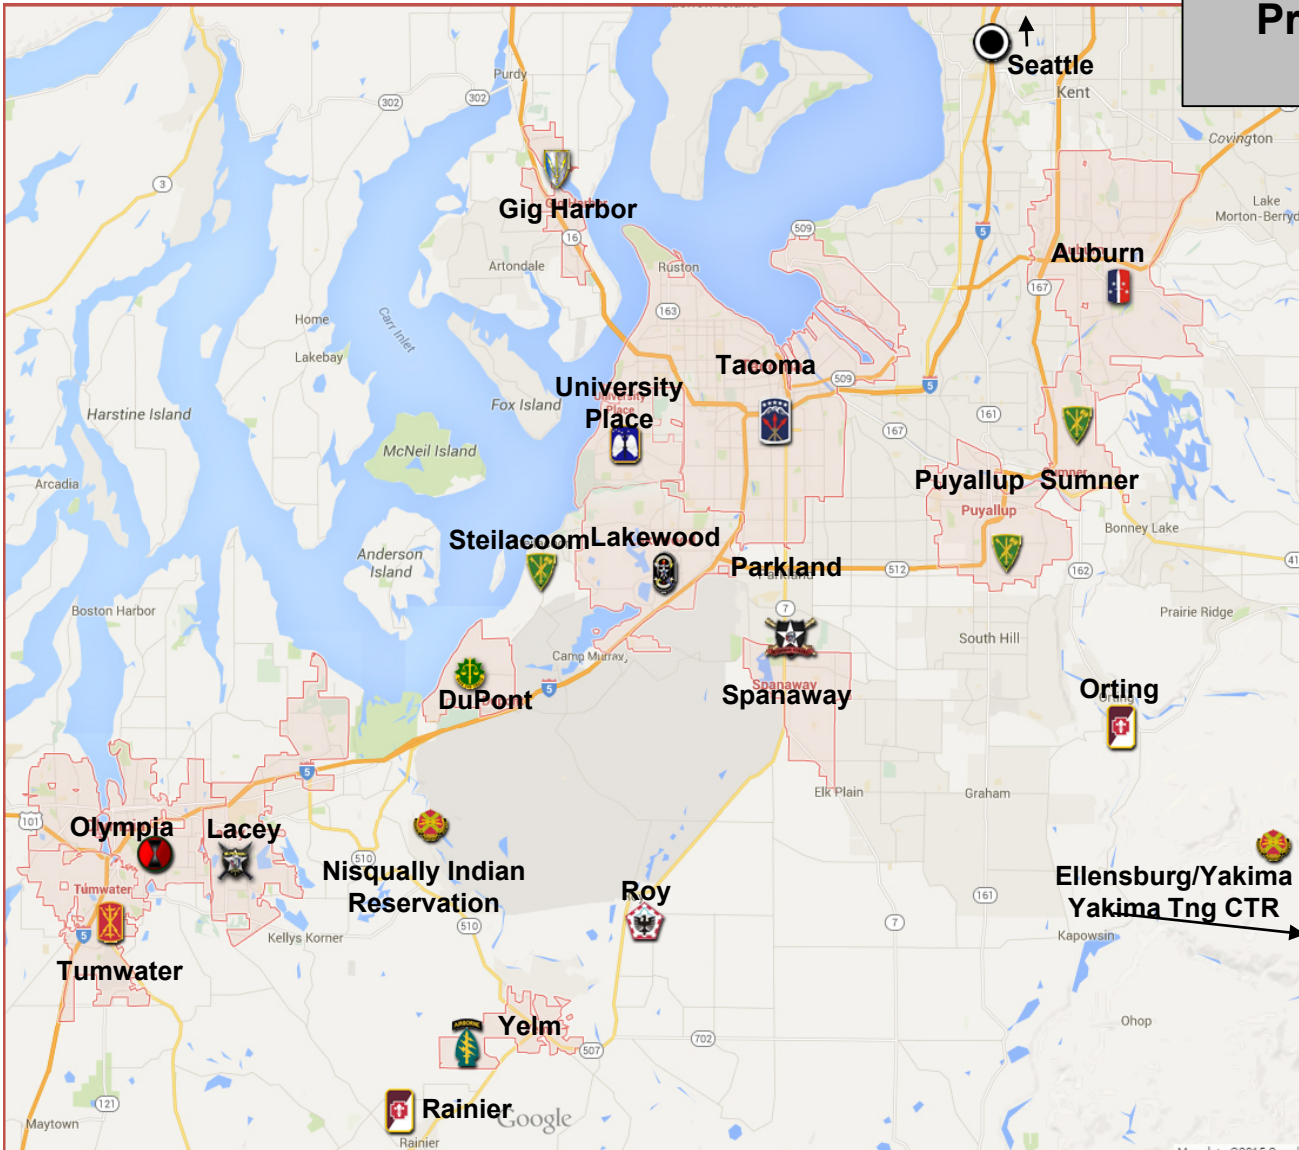 Pr
Seattle
Kent
Purdy
302
302
3
Covington
Lake
Morton-Berryd
Gig Harbor
16
Artondale
Ruston
509
5
Auburn
167
163
Home
Lakebay
Carr Inlet
Tacoma
University
Place
University
Place
Fox Island
509
5
161
167
Harstine Island
McNeil Island
Arcadia
Puyallup Sumner
Puyallup
Bonney Lake
Steilacoom
Lakewood
Anderson
Island
Parkland
512
162
41
7
Boston Harbor
Prairie Ridge
South Hill
Camp Murray
Spanaway
Spanaway
Orting
DuPont
5
5
Elk Plain
Graham
101
Olympia
Lacey
510
Nisqually Indian
Reservation
Tumwater
5
Tumwater
Kellys Korner
510
Roy
161
7
Ellensburg/Yakima
Yakima Tng CTR
Kapowsin
AIRBORNE
Yelm
507
702
Ohop
121
Maytown
Rainier
Rainier
Google